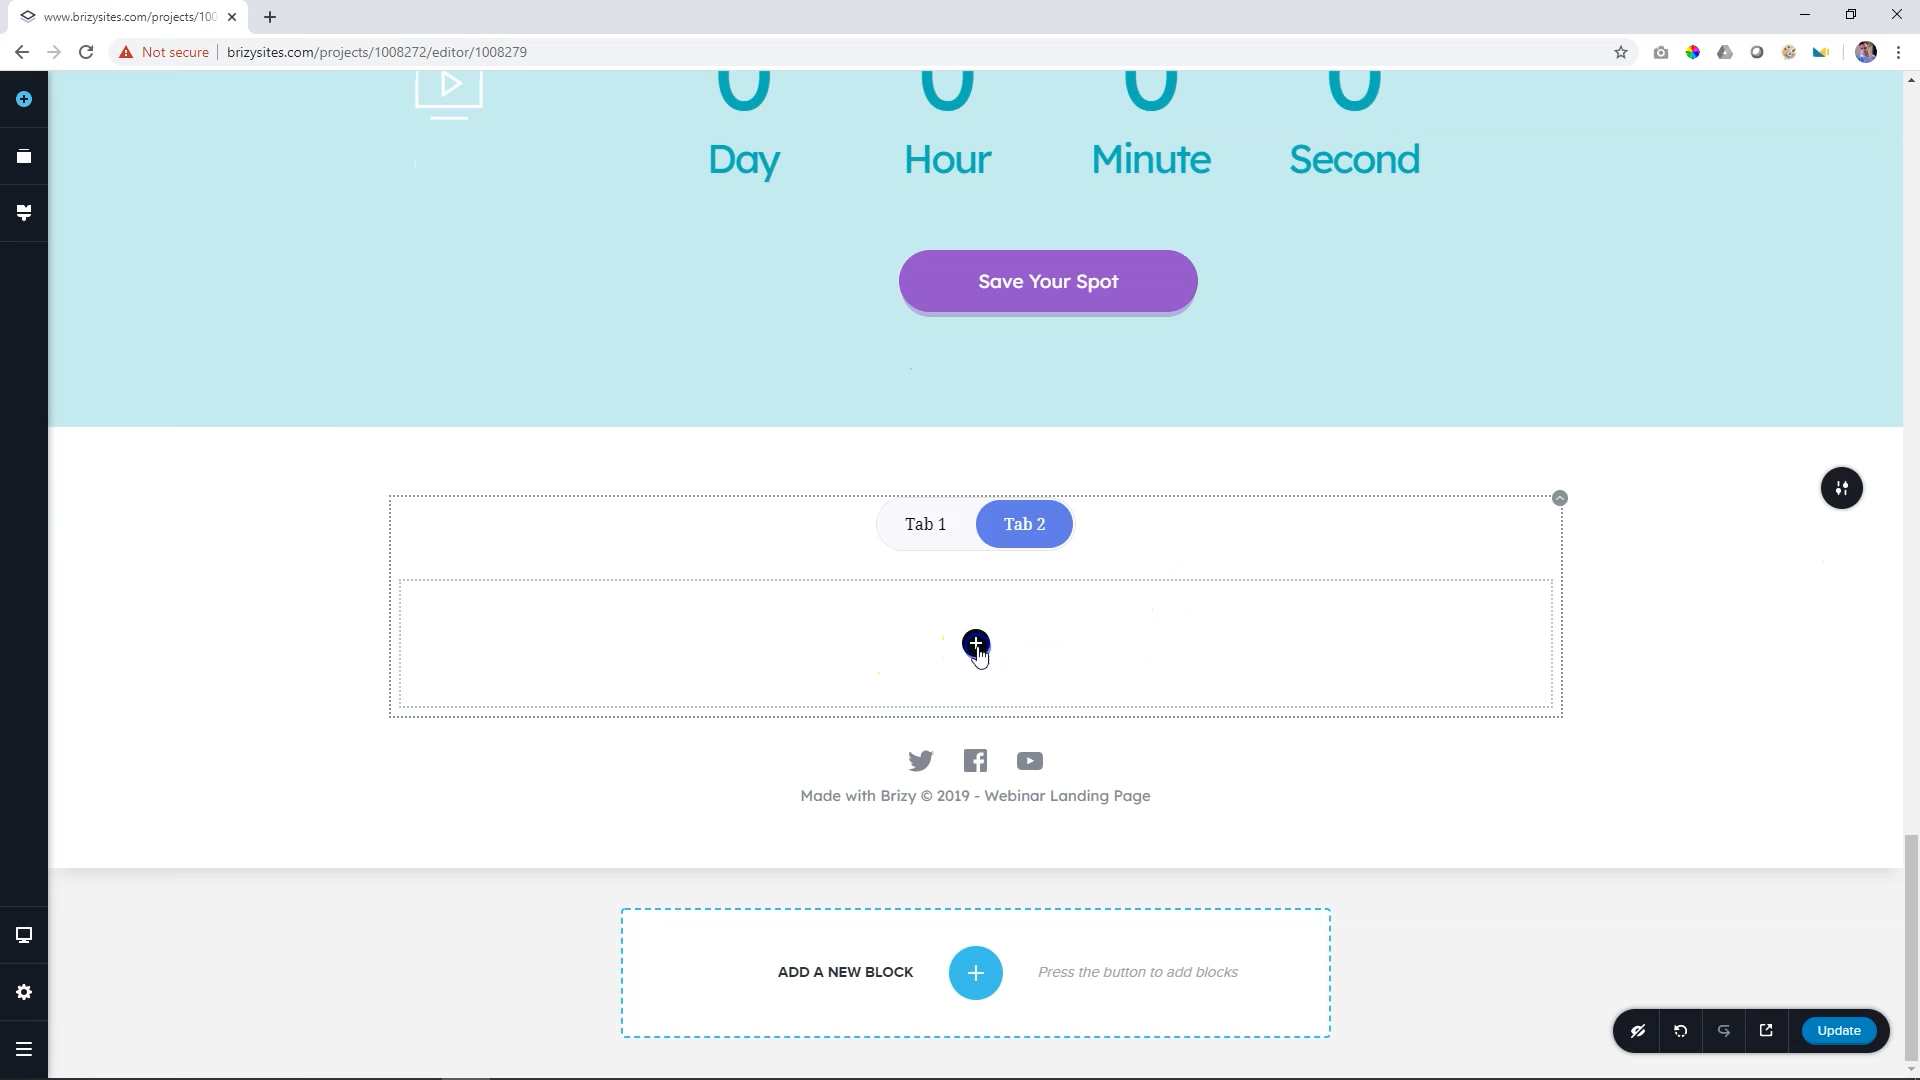 www.brizysites.com/projects/100
Not secure
brizysites.com/projects/1008272/editor/1008279
0 0 0 0
Day Hour Minute Second
Save Your Spot
Tab 1 Tab 2
Made with Brizy © 2019 - Webinar Landing Page
ADD A NEW BLOCK Press the button to add blocks
Update